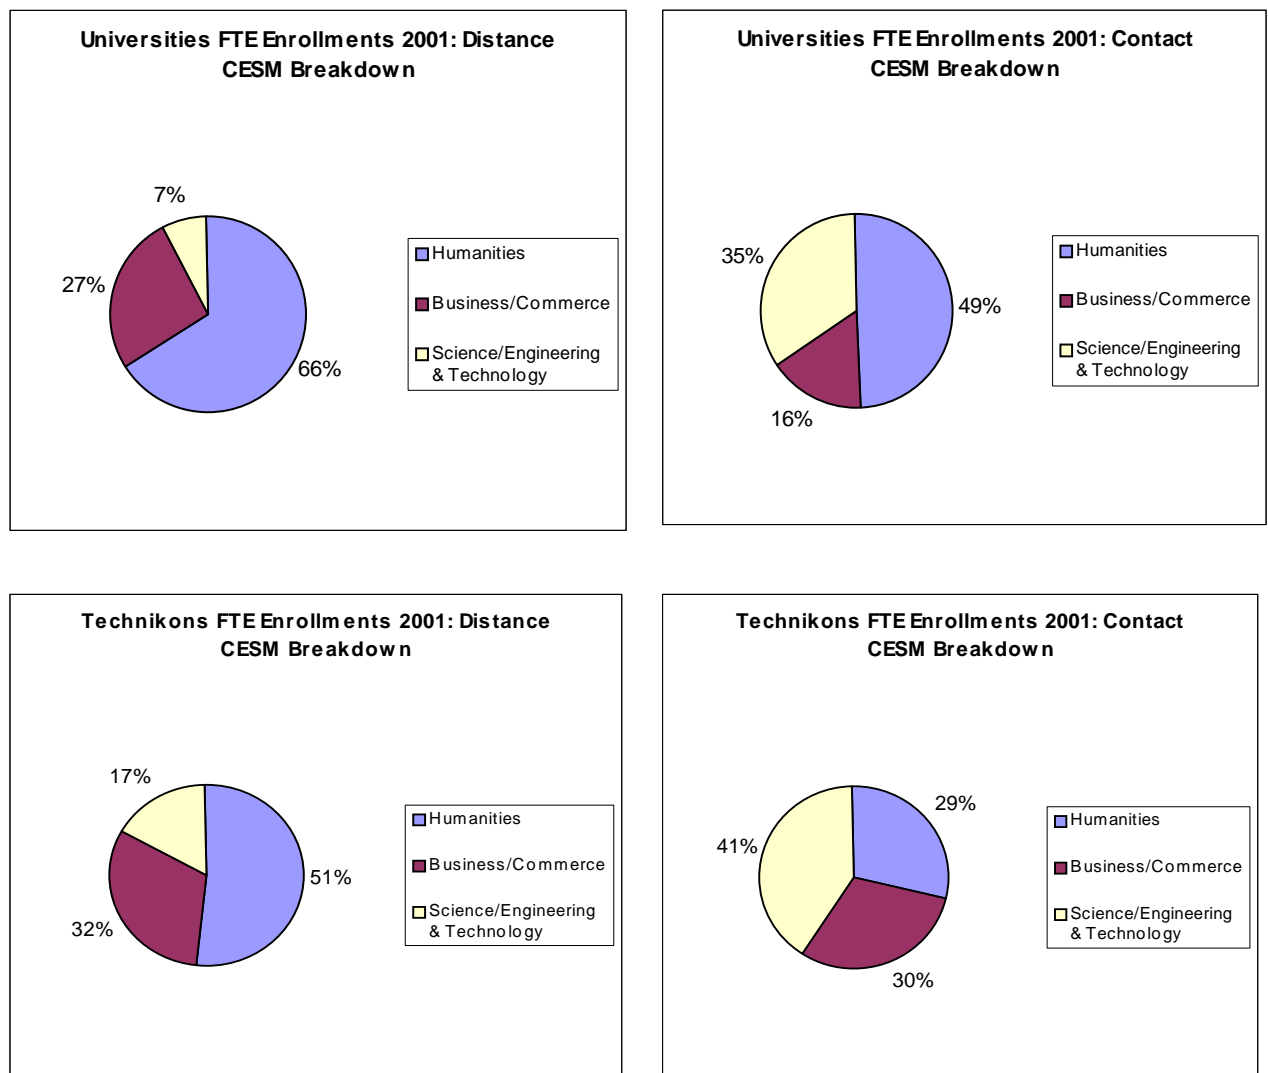 Universities FTE Enrollments 2001: Distance
CESM Breakdown
7%
27%
66%
Humanities
Business/Commerce
Science/Engineering
& Technology
Universities FTE Enrollments 2001: Contact
CESM Breakdown
35%
49%
16%
Humanities
Business/Commerce
Science/Engineering
& Technology
Technikons FTE Enrollments 2001: Distance
CESM Breakdown
17%
51%
32%
Humanities
Business/Commerce
Science/Engineering
& Technology
Technikons FTE Enrollments 2001: Contact
CESM Breakdown
29%
41%
30%
Humanities
Business/Commerce
Science/Engineering
& Technology